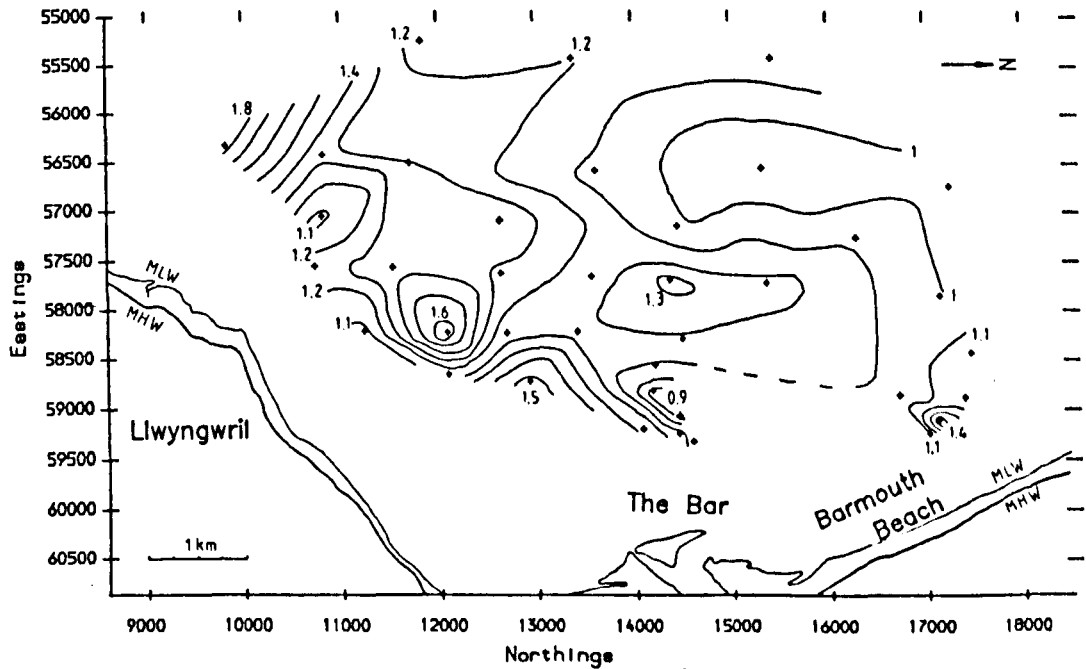 55000
55500
56000
56500
57000
57500
58000
58500
59000
59500
60000
60500
Eastings
1.2
1.2
1.4
1.8
N
1
1.1
1.2
1.2
1.1
1.6
1.3
1.5
0.9
1
1
1.1
1.4
1.1
MLW
MHW
Llwyngwril
The Bar
Barmouth
Beach
MLW
MHW
1 km
9000 10000 11000 12000 13000 14000 15000 16000 17000 18000
Northings